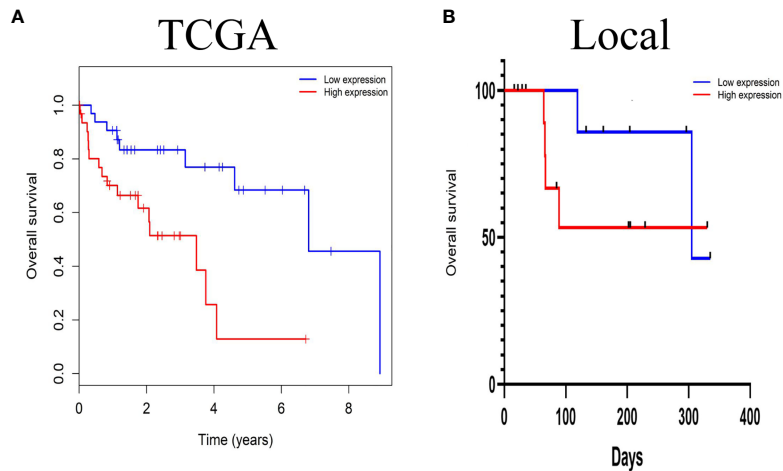 A
TCGA
Low expression
High expression
Overall survival
1.0
0.8
0.6
0.4
0.2
0.0
0 2 4 6 8
Time (years)
B
Local
Low expression
High expression
Overall survival
100
50
0
0 100 200 300 400
Days